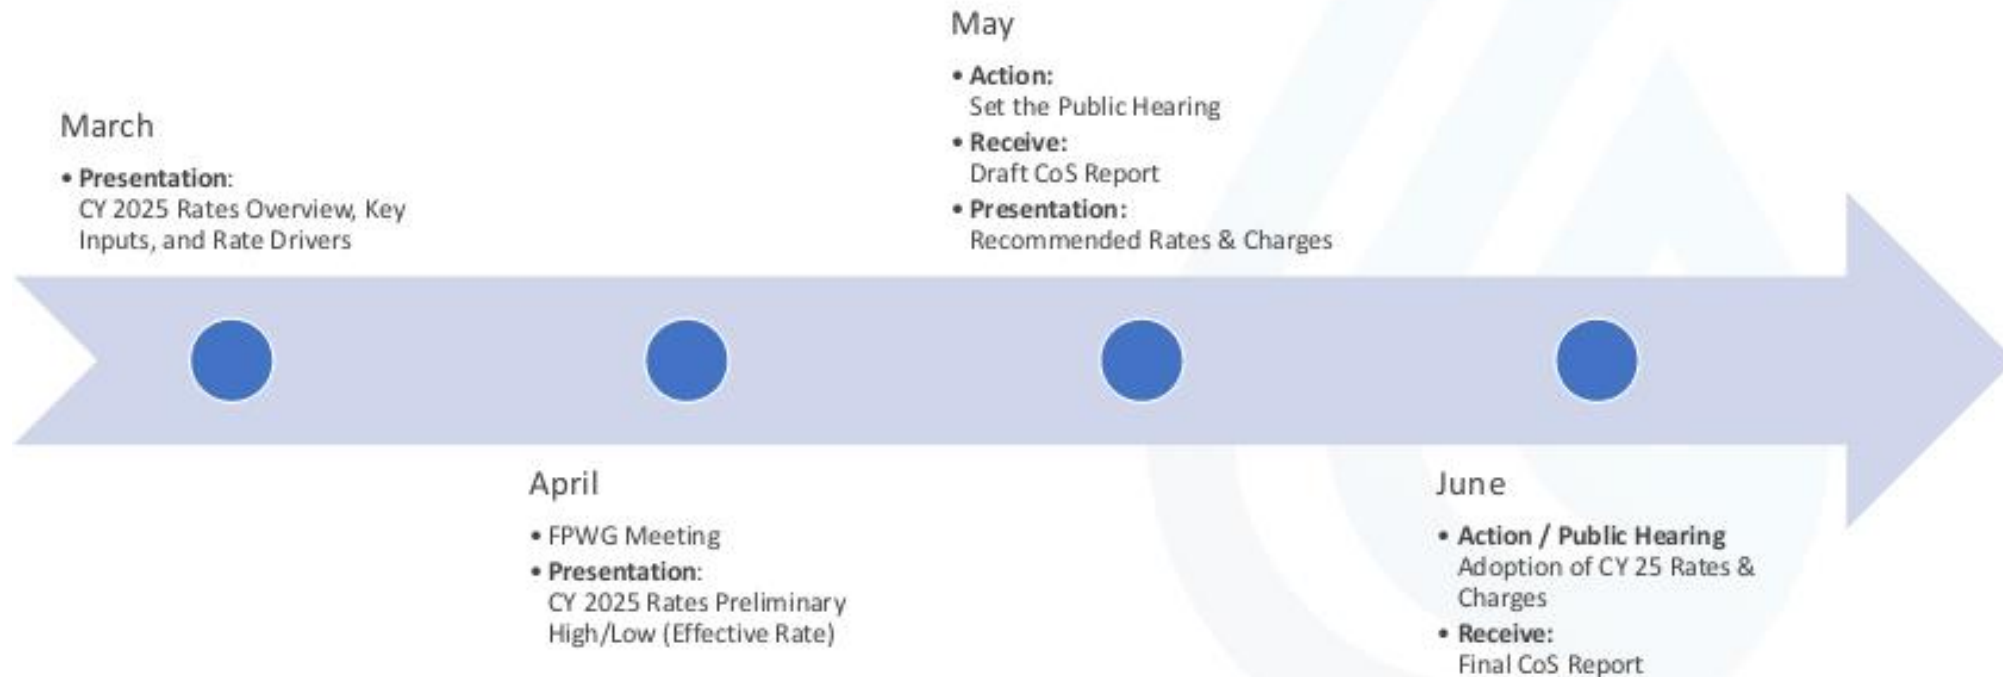 March
• Presentation:
CY 2025 Rates Overview, Key
Inputs, and Rate Drivers
April
• FPWG Meeting
• Presentation:
CY 2025 Rates Preliminary
High/Low (Effective Rate)
May
• Action:
Set the Public Hearing
• Receive:
Draft CoS Report
• Presentation:
Recommended Rates & Charges
June
• Action / Public Hearing
Adoption of CY 25 Rates &
Charges
• Receive:
Final CoS Report